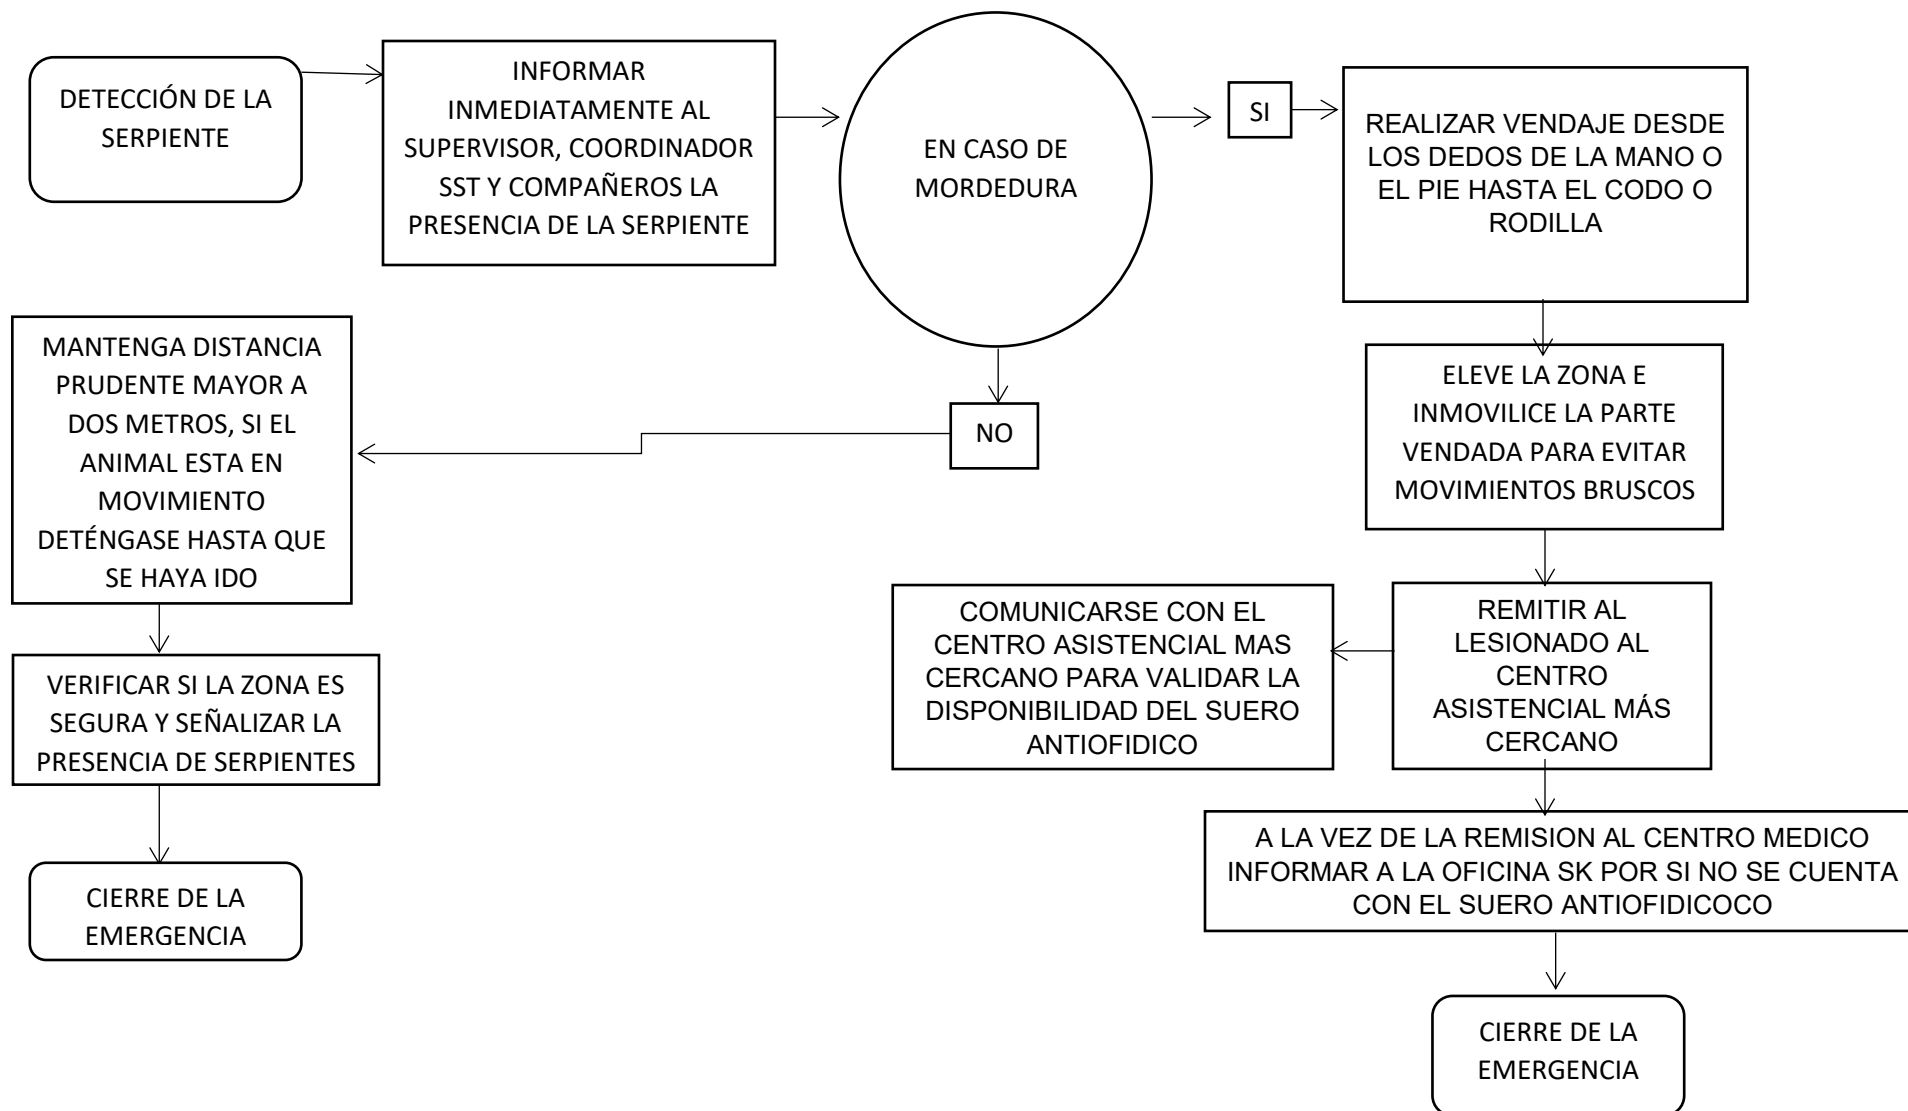 DETECCIÓN DE LA
SERPIENTE
INFORMAR
INMEDIATAMENTE AL
SUPERVISOR, COORDINADOR
SST Y COMPAÑEROS LA
PRESENCIA DE LA SERPIENTE
EN CASO DE
MORDEDURA
SI
REALIZAR VENDAJE DESDE
LOS DEDOS DE LA MANO O
EL PIE HASTA EL CODO O
RODILLA
ELEVE LA ZONA E
INMOVILICE LA PARTE
VENDADA PARA EVITAR
MOVIMIENTOS BRUSCOS
REMITIR AL
LESIONADO AL
CENTRO
ASISTENCIAL MÁS
CERCANO
COMUNICARSE CON EL
CENTRO ASISTENCIAL MAS
CERCANO PARA VALIDAR LA
DISPONIBILIDAD DEL SUERO
ANTIOFIDICO
A LA VEZ DE LA REMISION AL CENTRO MEDICO
INFORMAR A LA OFICINA SK POR SI NO SE CUENTA
CON EL SUERO ANTIOFIDICOCO
CIERRE DE LA
EMERGENCIA
NO
MANTENGA DISTANCIA
PRUDENTE MAYOR A
DOS METROS, SI EL
ANIMAL ESTA EN
MOVIMIENTO
DETÉNGASE HASTA QUE
SE HAYA IDO
VERIFICAR SI LA ZONA ES
SEGURA Y SEÑALIZAR LA
PRESENCIA DE SERPIENTES
CIERRE DE LA
EMERGENCIA